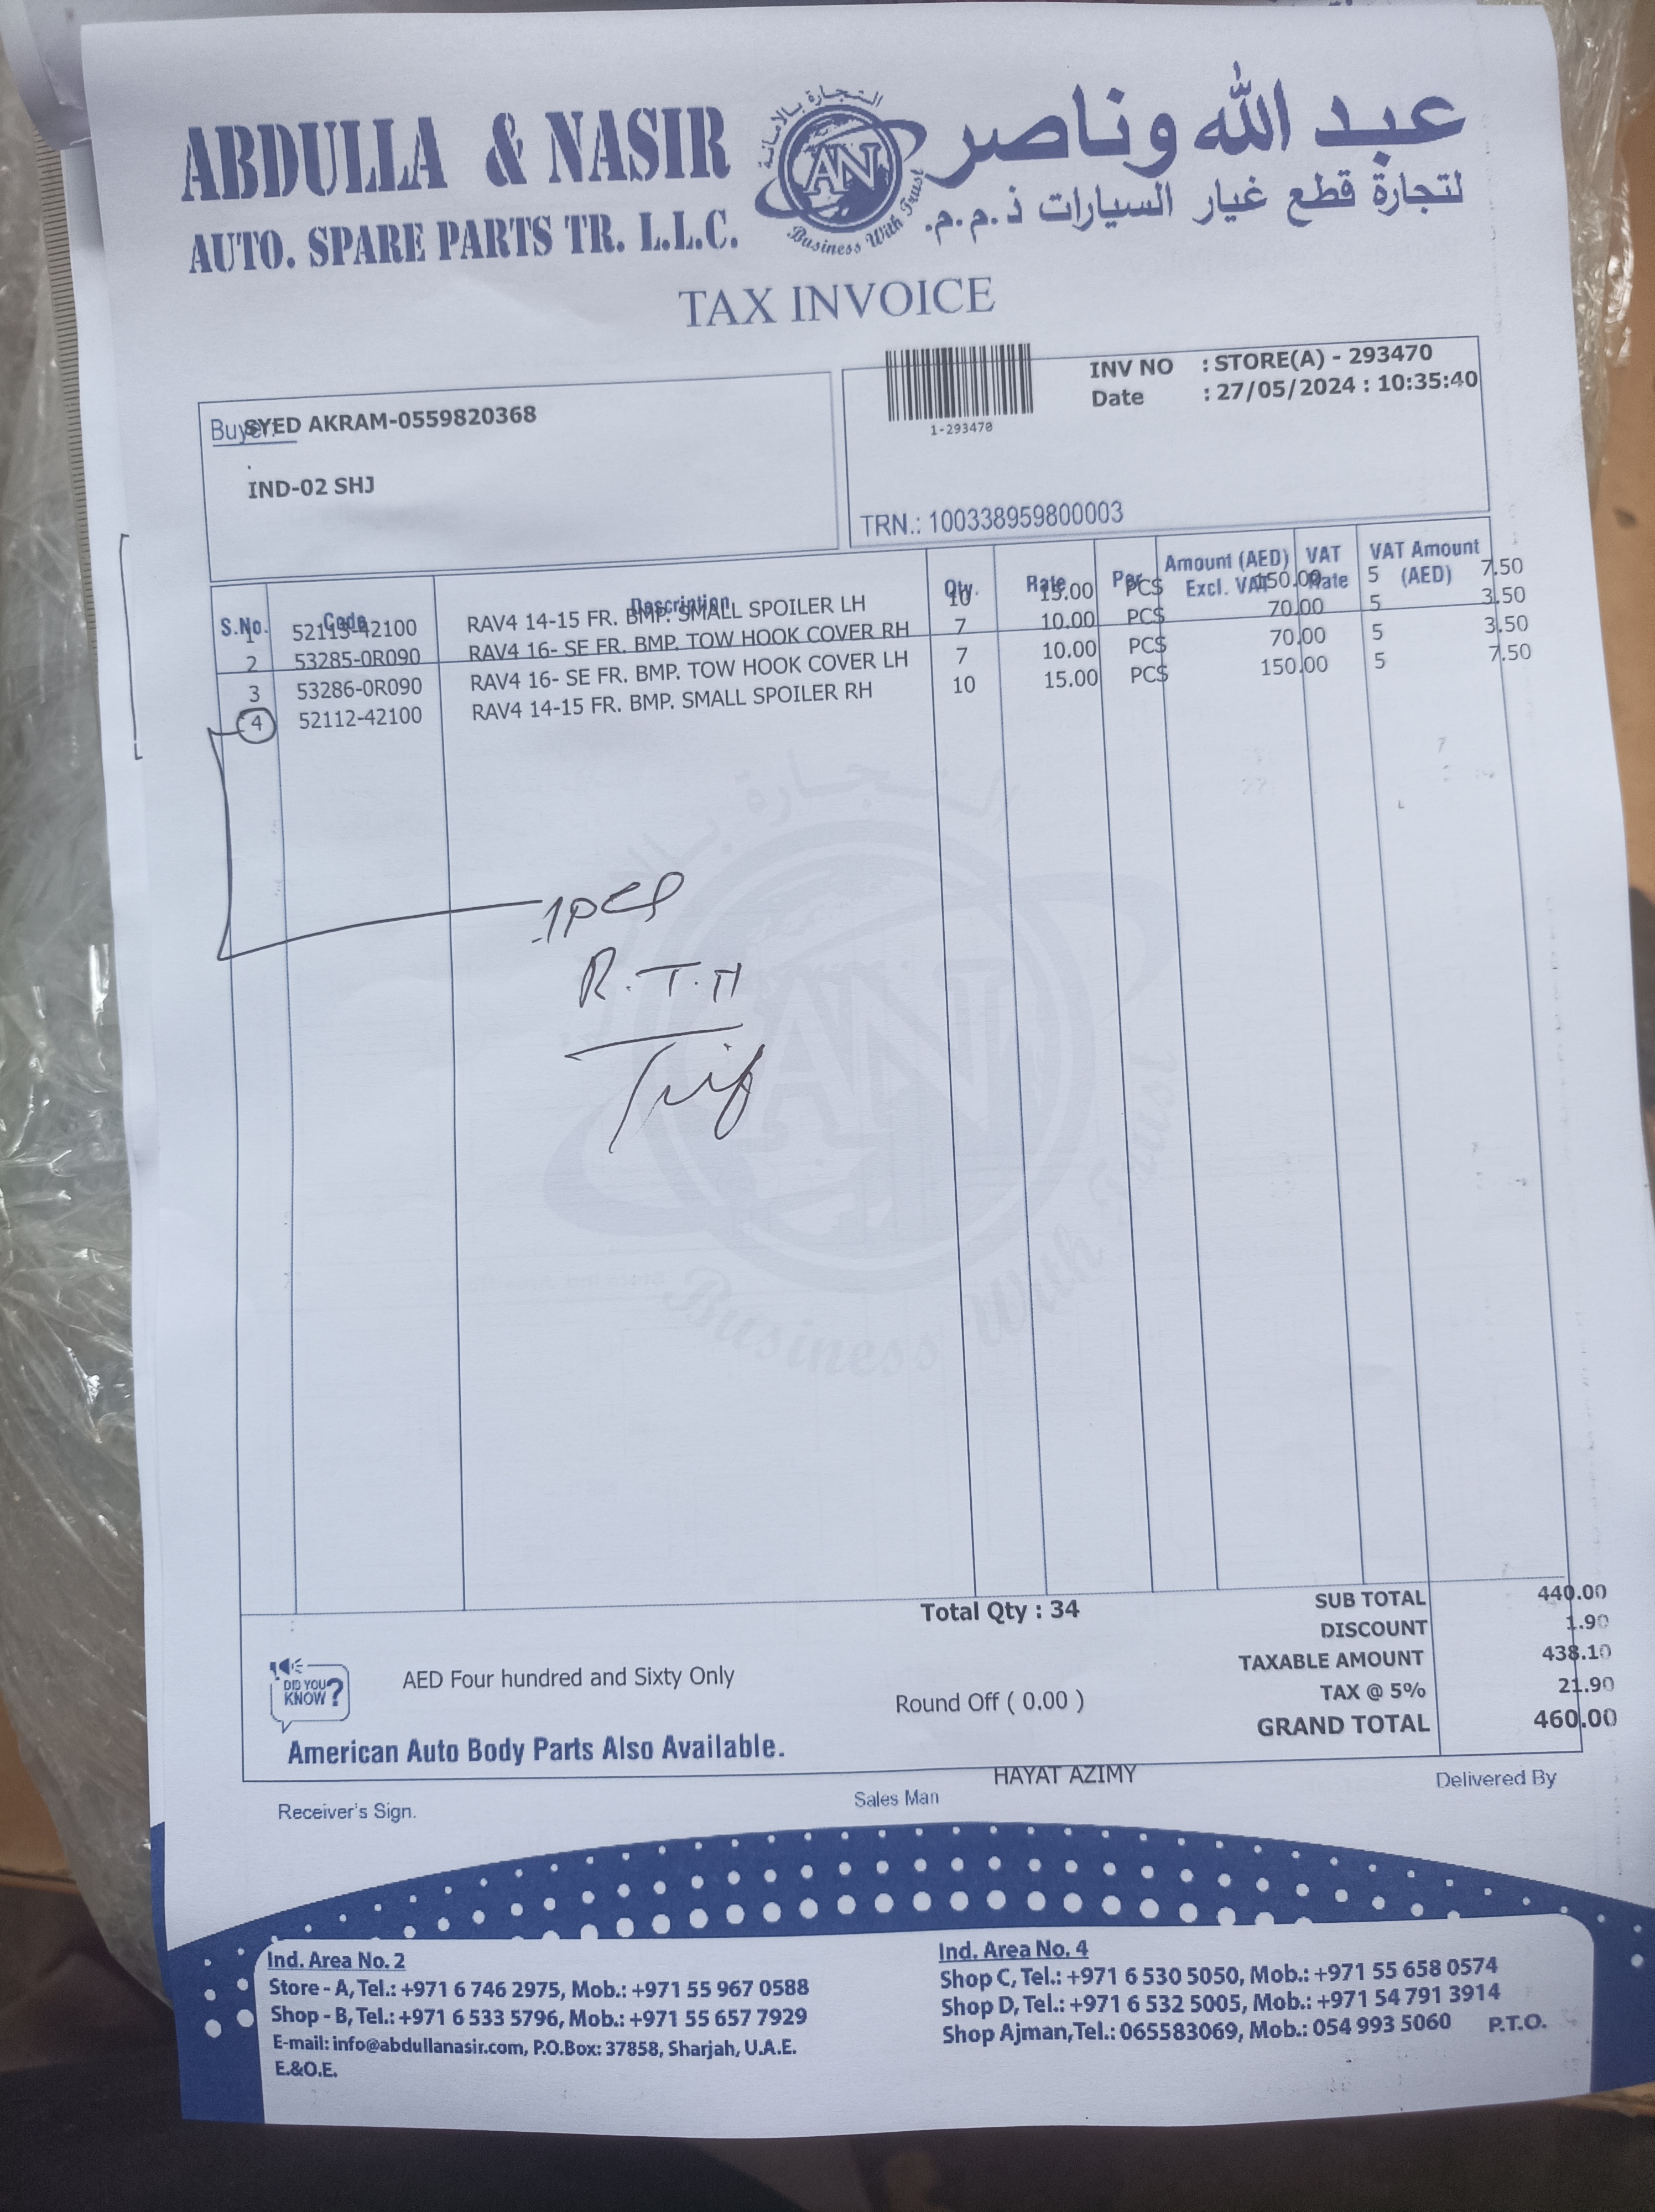 ABDULLA & NASIR
AUTO. SPARE PARTS TR. L.L.C.
التجارة بالامانة
AN
Business With Trust
عبد الله وناصر
لتجارة قطع غيار السيارات ذ.م.م.
TAX INVOICE
Buyer:
SYED AKRAM-0559820368
.
IND-02 SHJ
1-293470
INV NO : STORE(A) - 293470
Date : 27/05/2024 : 10:35:40
TRN.: 100338959800003
S.No. Code Description Qty. Rate Per Amount (AED) Excl. VAT VAT Rate VAT Amount (AED)
1 52113-42100 RAV4 14-15 FR. BMP. SMALL SPOILER LH 10 15.00 PCS 150.00 5 7.50
2 53285-0R090 RAV4 16- SE FR. BMP. TOW HOOK COVER RH 7 10.00 PCS 70.00 5 3.50
3 53286-0R090 RAV4 16- SE FR. BMP. TOW HOOK COVER LH 7 10.00 PCS 70.00 5 3.50
4 52112-42100 RAV4 14-15 FR. BMP. SMALL SPOILER RH 10 15.00 PCS 150.00 5 7.50
R.T.H
AN
Business With Trust
Total Qty : 34
SUB TOTAL 440.00
DISCOUNT 1.90
TAXABLE AMOUNT 438.10
TAX @ 5% 21.90
GRAND TOTAL 460.00
DID YOU KNOW?
AED Four hundred and Sixty Only
Round Off ( 0.00 )
American Auto Body Parts Also Available.
Receiver's Sign.
Sales Man
HAYAT AZIMY
Delivered By
Ind. Area No. 2
Store - A, Tel.: +971 6 746 2975, Mob.: +971 55 967 0588
Shop - B, Tel.: +971 6 533 5796, Mob.: +971 55 657 7929
E-mail: info@abdullanasir.com, P.O.Box: 37858, Sharjah, U.A.E.
E.&O.E.
Ind. Area No. 4
Shop C, Tel.: +971 6 530 5050, Mob.: +971 55 658 0574
Shop D, Tel.: +971 6 532 5005, Mob.: +971 54 791 3914
Shop Ajman,Tel.: 065583069, Mob.: 054 993 5060
P.T.O.